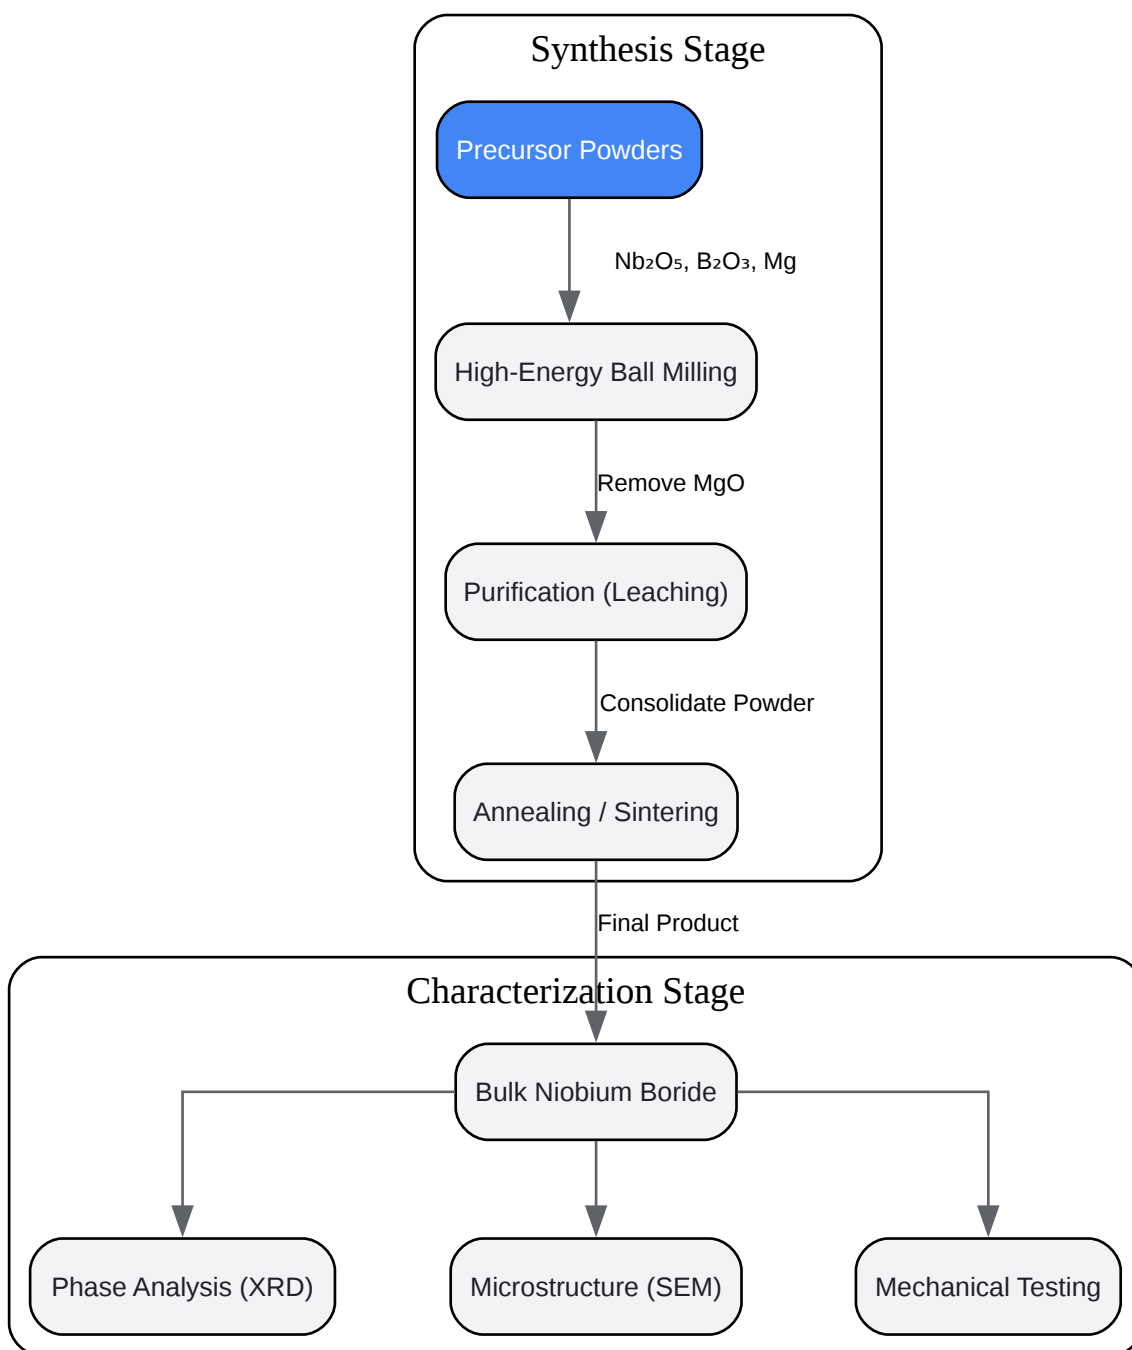 Synthesis Stage
Precursor Powders
Nb₂O₅, B₂O₃, Mg
High-Energy Ball Milling
Remove MgO
Purification (Leaching)
Consolidate Powder
Annealing / Sintering
Final Product
Characterization Stage
Bulk Niobium Boride
Phase Analysis (XRD)
Microstructure (SEM)
Mechanical Testing